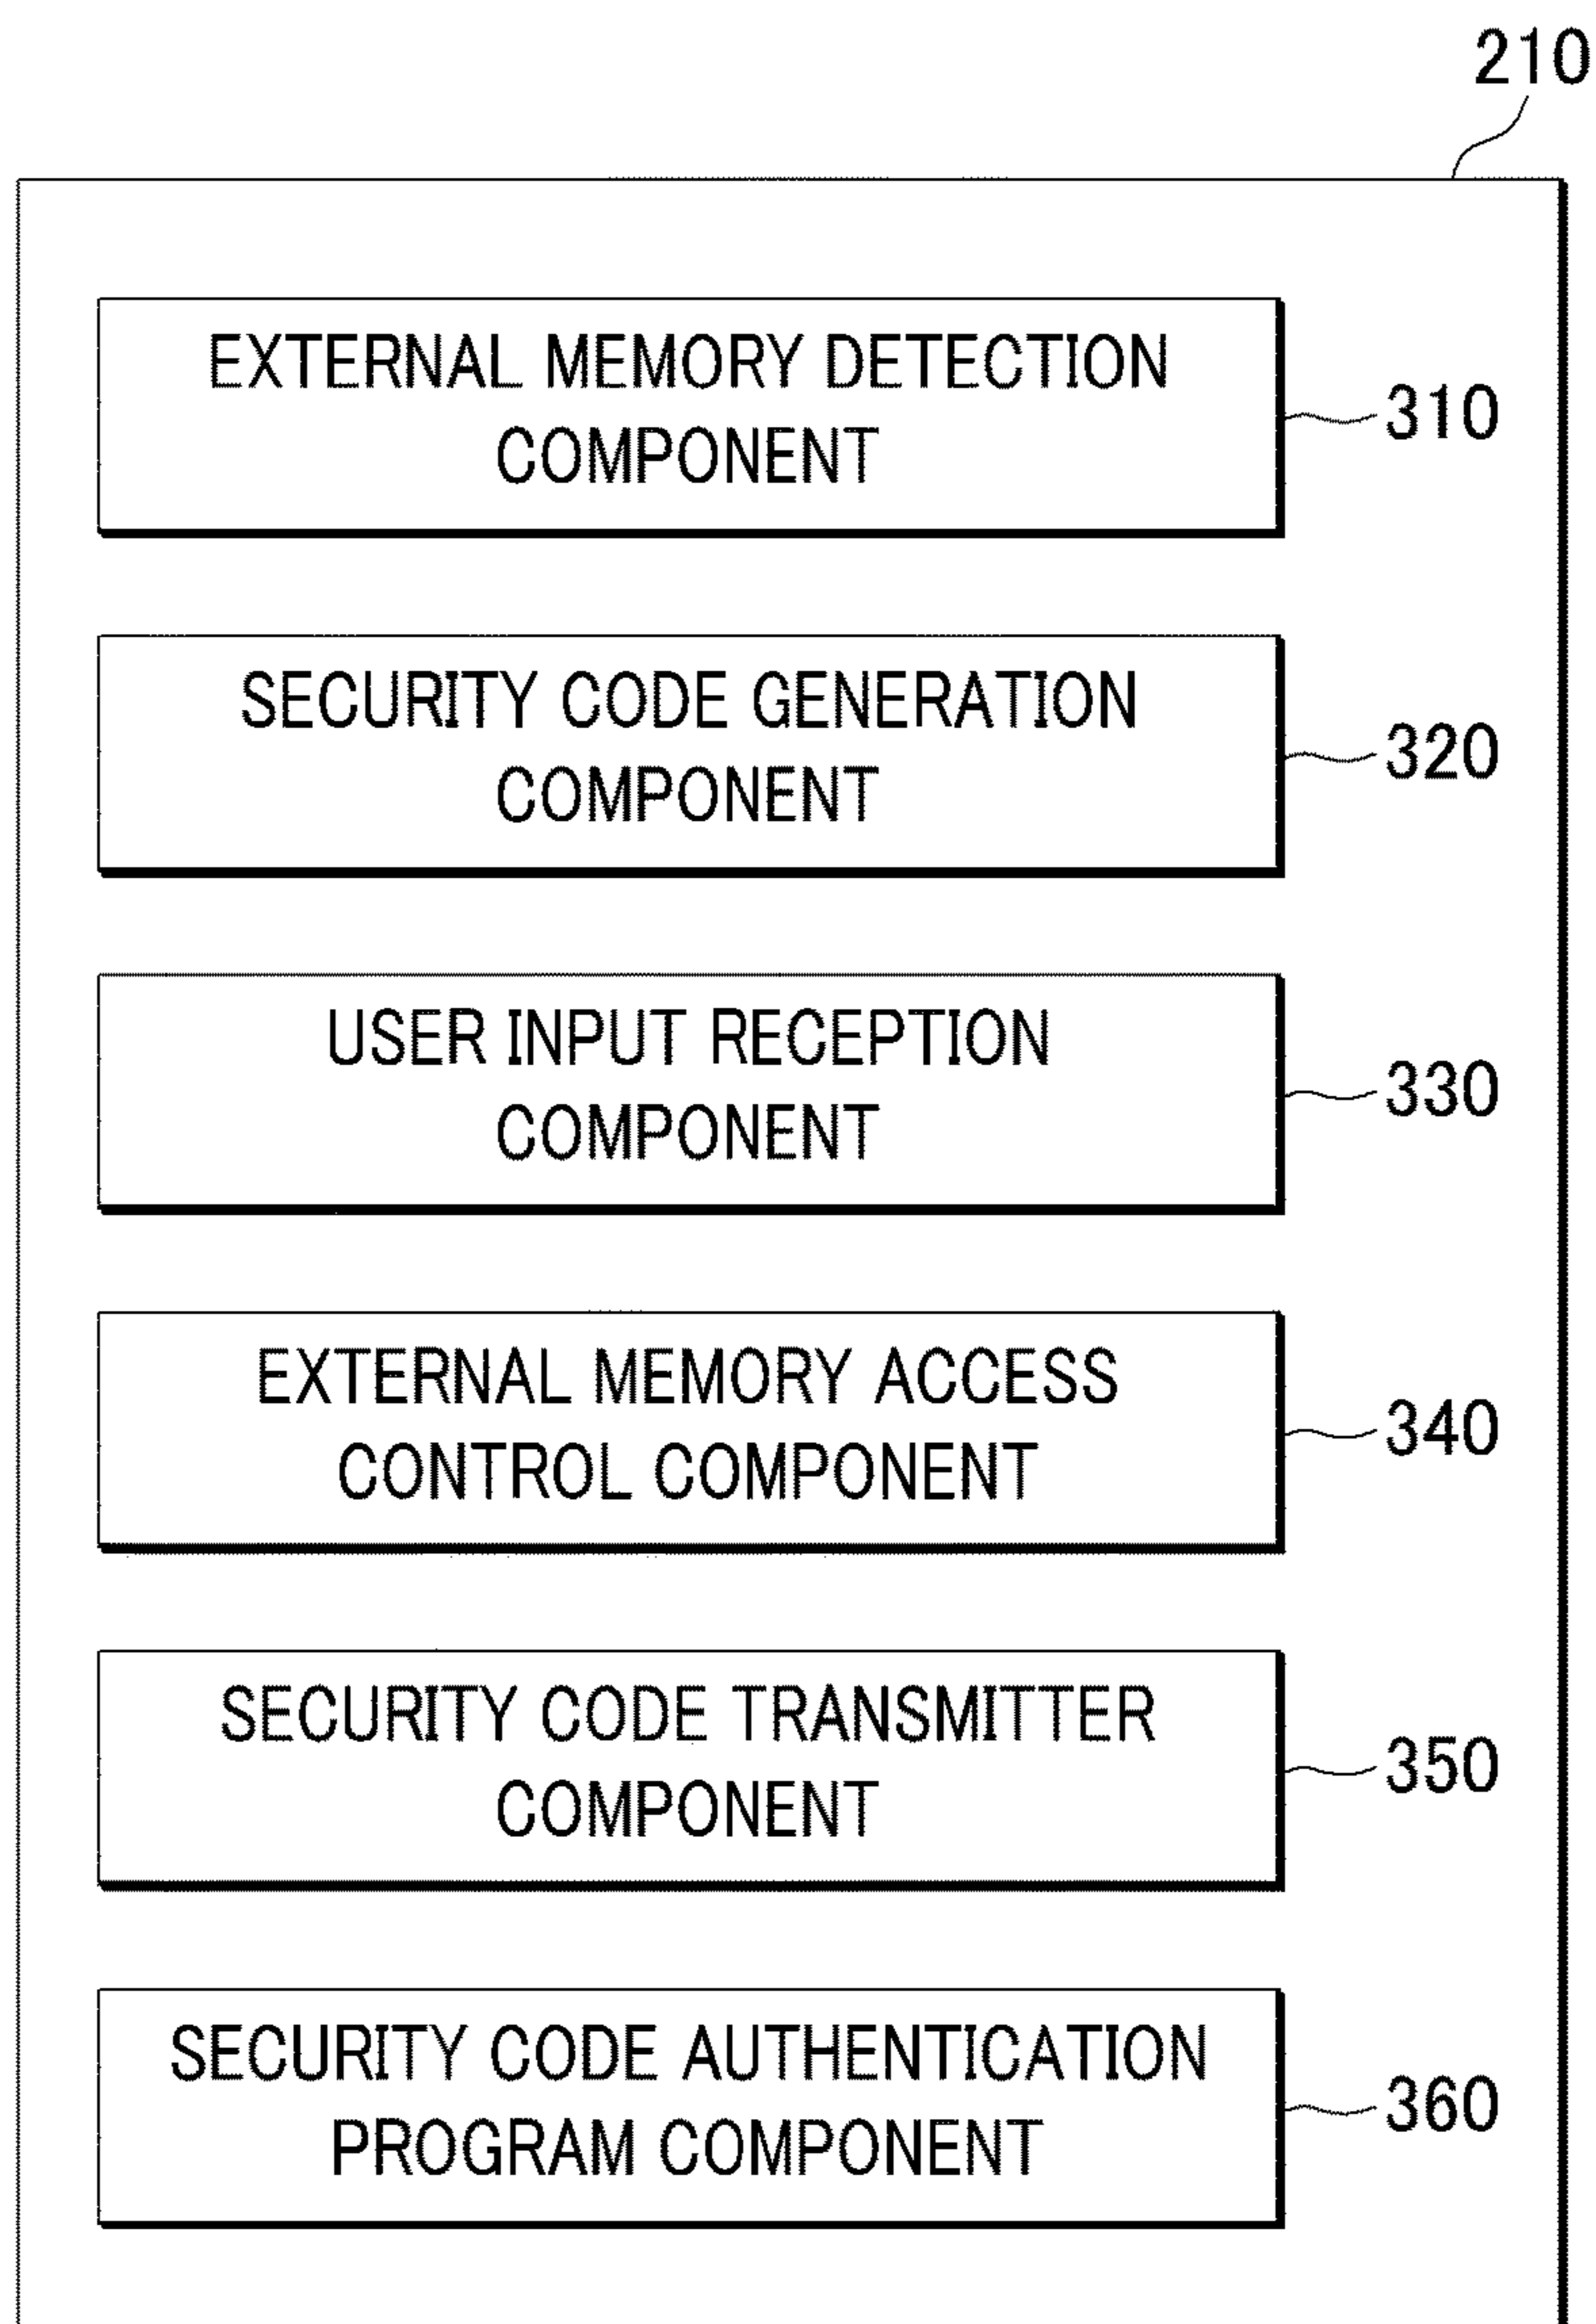 210
EXTERNAL MEMORY DETECTION
COMPONENT
310
SECURITY CODE GENERATION
COMPONENT
320
USER INPUT RECEPTION
COMPONENT
330
EXTERNAL MEMORY ACCESS
CONTROL COMPONENT
340
SECURITY CODE TRANSMITTER
COMPONENT
350
SECURITY CODE AUTHENTICATION
PROGRAM COMPONENT
360